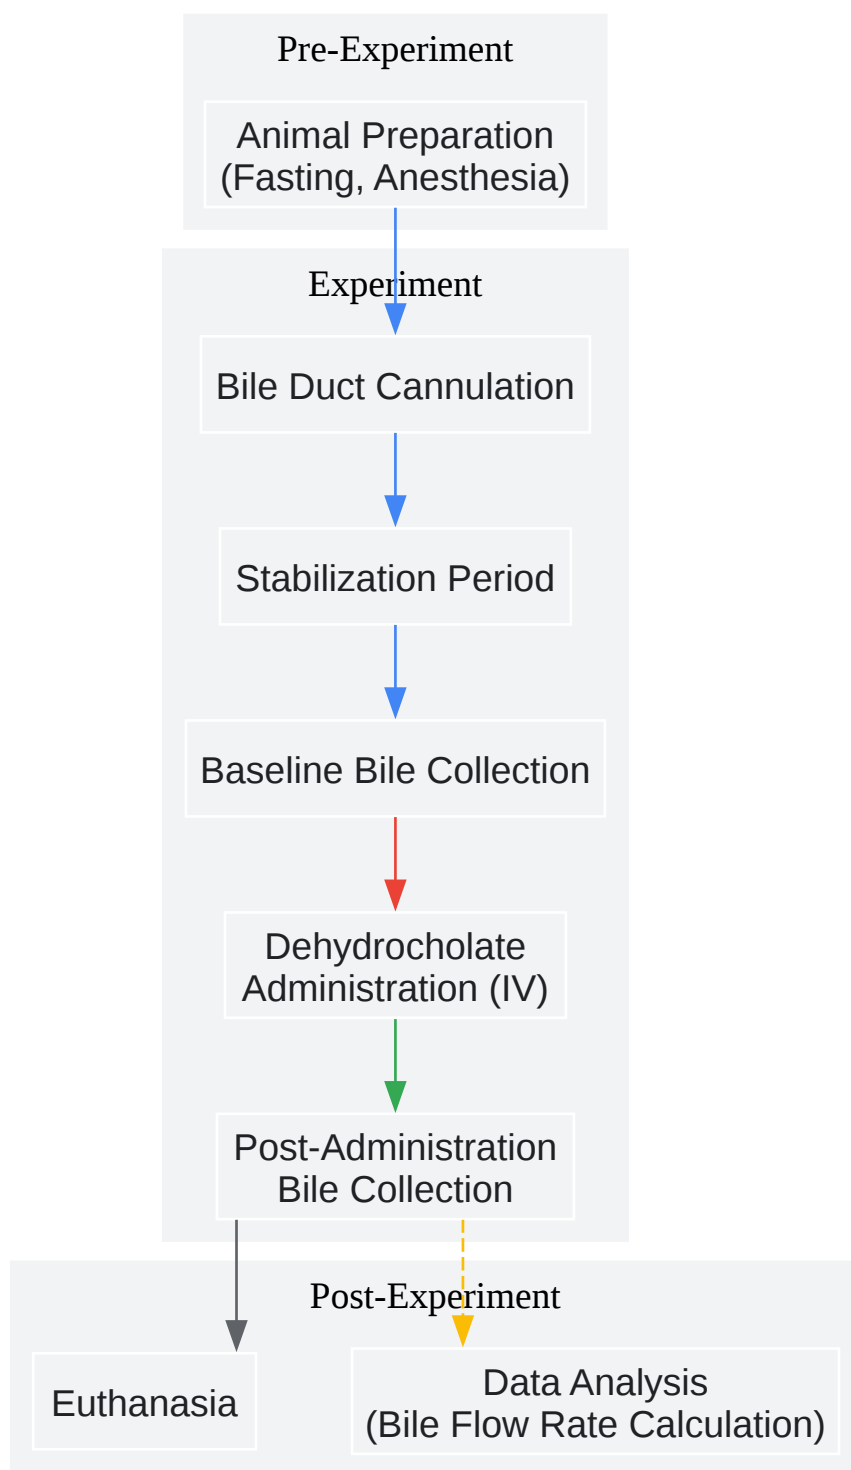 Pre-Experiment
Animal Preparation
(Fasting, Anesthesia)
Experiment
Bile Duct Cannulation
Stabilization Period
Baseline Bile Collection
Dehydrocholate
Administration (IV)
Post-Administration
Bile Collection
Post-Experiment
Euthanasia
Data Analysis
(Bile Flow Rate Calculation)